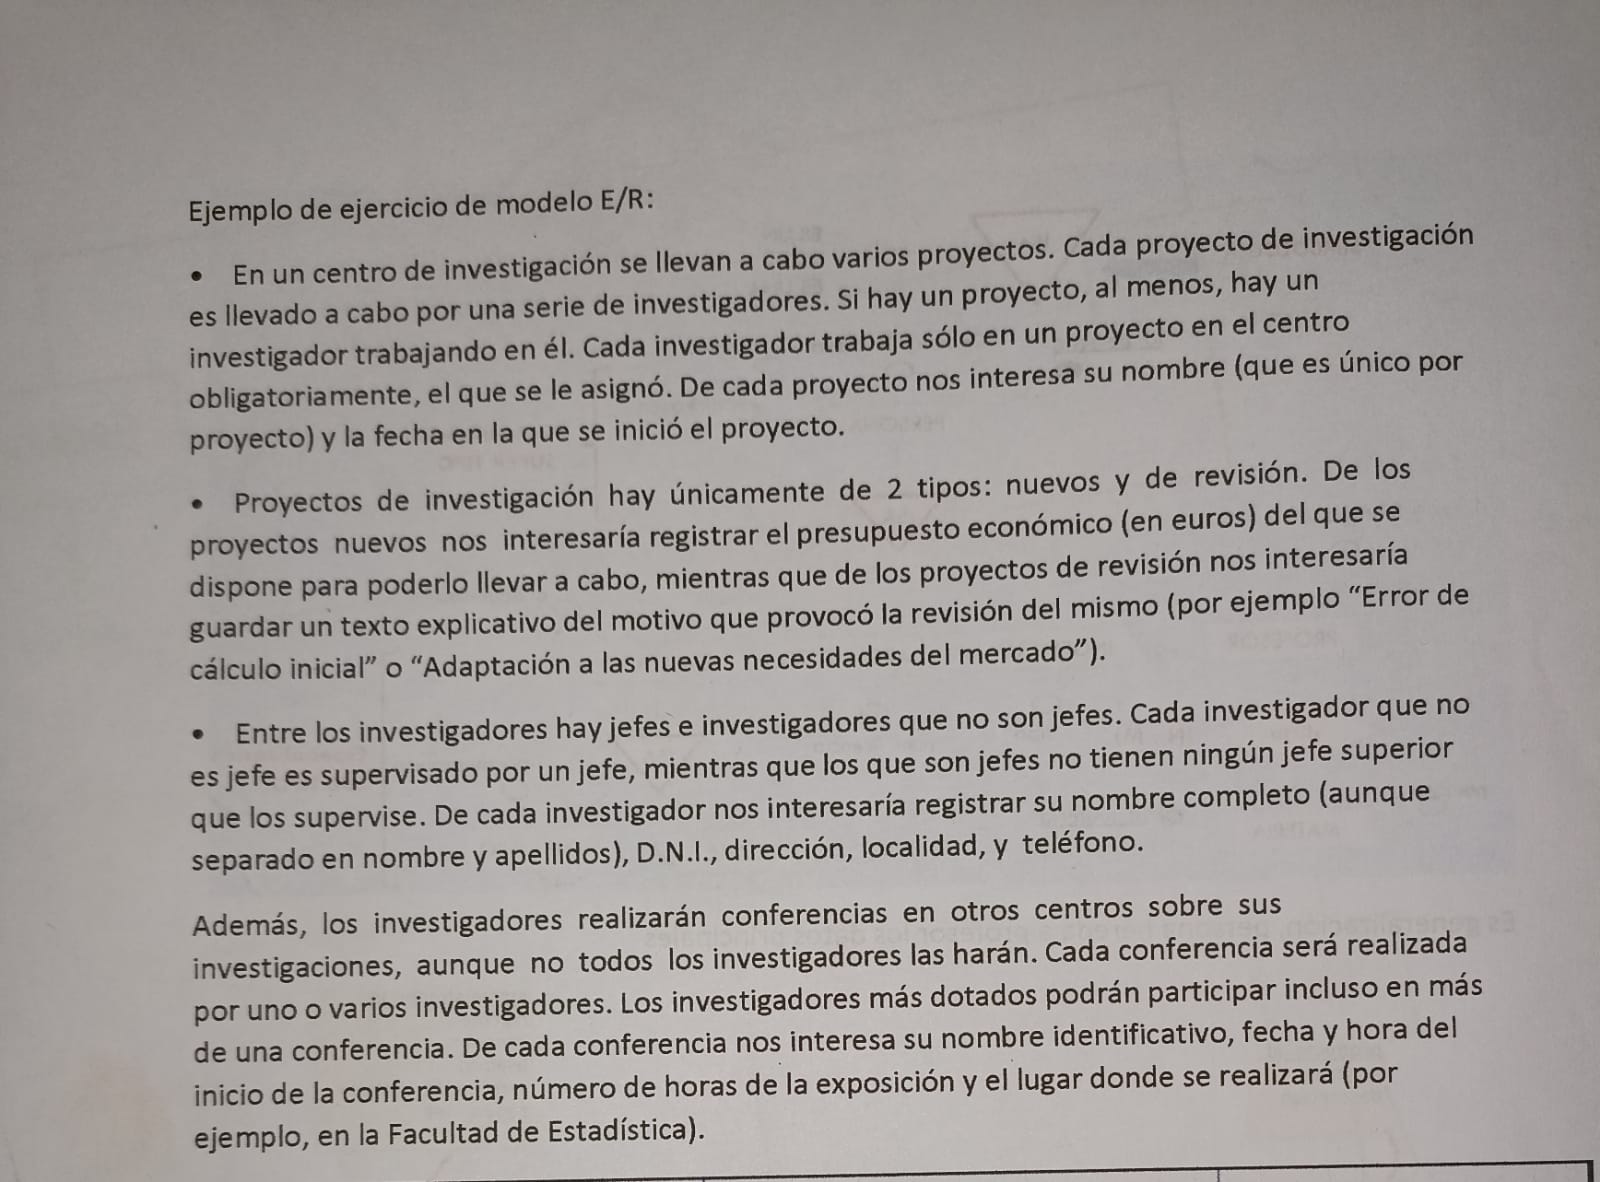 Ejemplo de ejercicio de modelo E/R:
• En un centro de investigación se llevan a cabo varios proyectos. Cada proyecto de investigación
es llevado a cabo por una serie de investigadores. Si hay un proyecto, al menos, hay un
investigador trabajando en él. Cada investigador trabaja sólo en un proyecto en el centro
obligatoriamente, el que se le asignó. De cada proyecto nos interesa su nombre (que es único por
proyecto) y la fecha en la que se inició el proyecto.
• Proyectos de investigación hay únicamente de 2 tipos: nuevos y de revisión. De los
proyectos nuevos nos interesaría registrar el presupuesto económico (en euros) del que se
dispone para poderlo llevar a cabo, mientras que de los proyectos de revisión nos interesaría
guardar un texto explicativo del motivo que provocó la revisión del mismo (por ejemplo “Error de
cálculo inicial” o “Adaptación a las nuevas necesidades del mercado”).
• Entre los investigadores hay jefes e investigadores que no son jefes. Cada investigador que no
es jefe es supervisado por un jefe, mientras que los que son jefes no tienen ningún jefe superior
que los supervise. De cada investigador nos interesaría registrar su nombre completo (aunque
separado en nombre y apellidos), D.N.I., dirección, localidad, y teléfono.
Además, los investigadores realizarán conferencias en otros centros sobre sus
investigaciones, aunque no todos los investigadores las harán. Cada conferencia será realizada
por uno o varios investigadores. Los investigadores más dotados podrán participar incluso en más
de una conferencia. De cada conferencia nos interesa su nombre identificativo, fecha y hora del
inicio de la conferencia, número de horas de la exposición y el lugar donde se realizará (por
ejemplo, en la Facultad de Estadística).